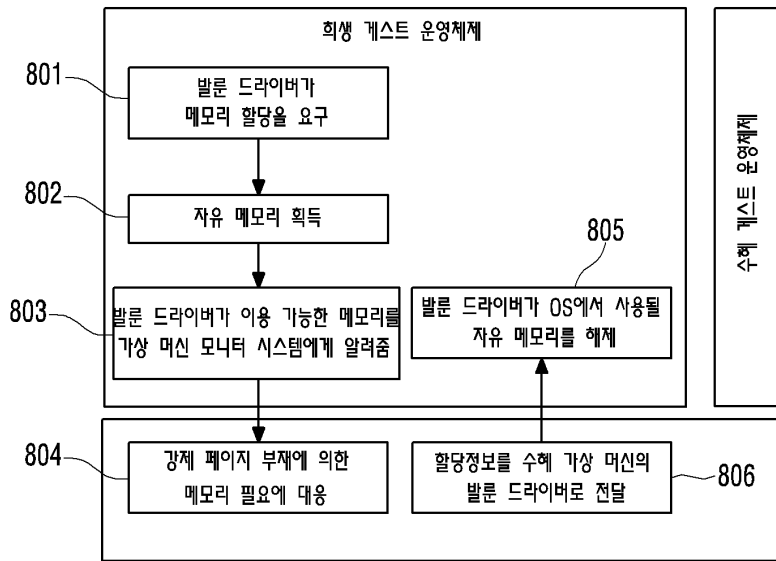 희생 게스트 운영체제
801
발룬 드라이버가
메모리 할당을 요구
802
자유 메모리 획득
803
발룬 드라이버가 이용 가능한 메모리를
가상 머신 모니터 시스템에게 알려줌
805
발룬 드라이버가 OS에서 사용될
자유 메모리를 해제
804
강제 페이지 부재에 의한
메모리 필요에 대응
할당정보를 수혜 가상 머신의
발룬 드라이버로 전달
806
수혜 게스트 운영체제